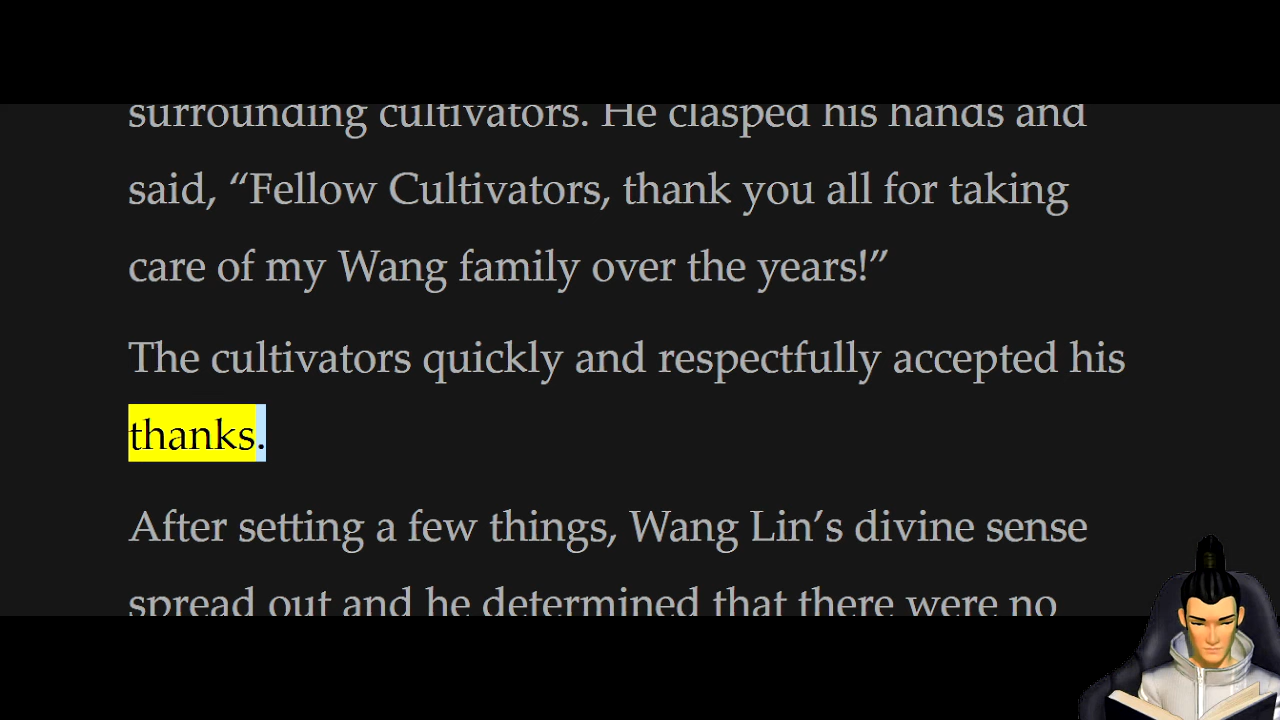 surrounding cultivators. He clasped his hands and
said, “Fellow Cultivators, thank you all for taking
care of my Wang family over the years!”
The cultivators quickly and respectfully accepted his
thanks.
After setting a few things, Wang Lin’s divine sense
spread out and he determined that there were no